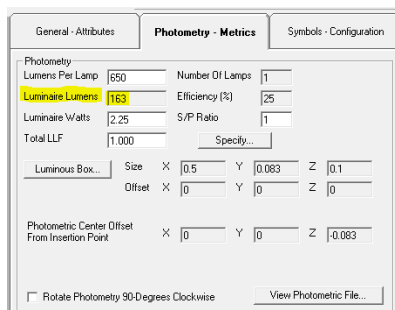 General - Attributes Photometry - Metrics Symbols - Configuration
Photometry
Lumens Per Lamp 650 Number Of Lamps 1
Luminaire Lumens 163 Efficiency (%) 25
Luminaire Watts 2.25 S/P Ratio 1
Total LLF 1.000 Specify...
Luminous Box... Size X 0.5 Y 0.083 Z 0.1
Offset X 0 Y 0 Z 0
Photometric Center Offset
From Insertion Point X 0 Y 0 Z -0.083
Rotate Photometry 90-Degrees Clockwise View Photometric File...